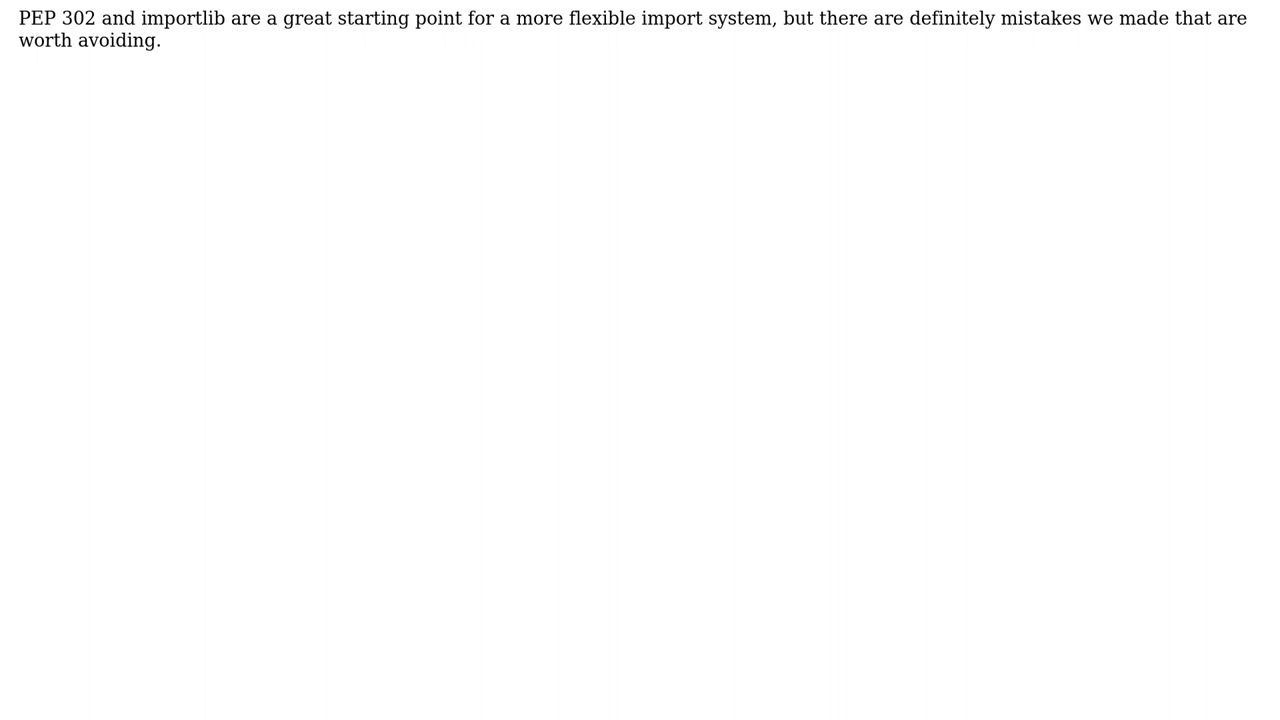 PEP 302 and importlib are a great starting point for a more flexible import system, but there are definitely mistakes we made that are
worth avoiding.